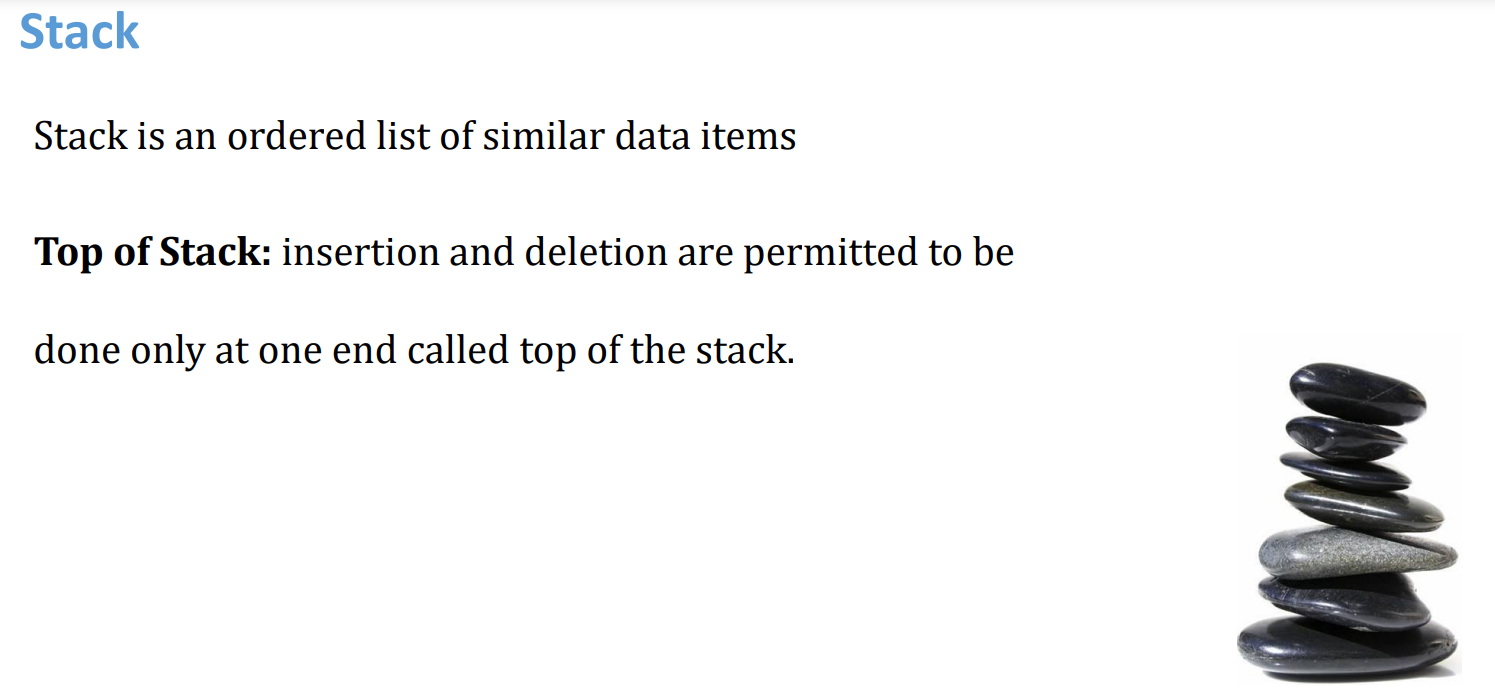 Stack
Stack is an ordered list of similar data items
Top of Stack: insertion and deletion are permitted to be
done only at one end called top of the stack.